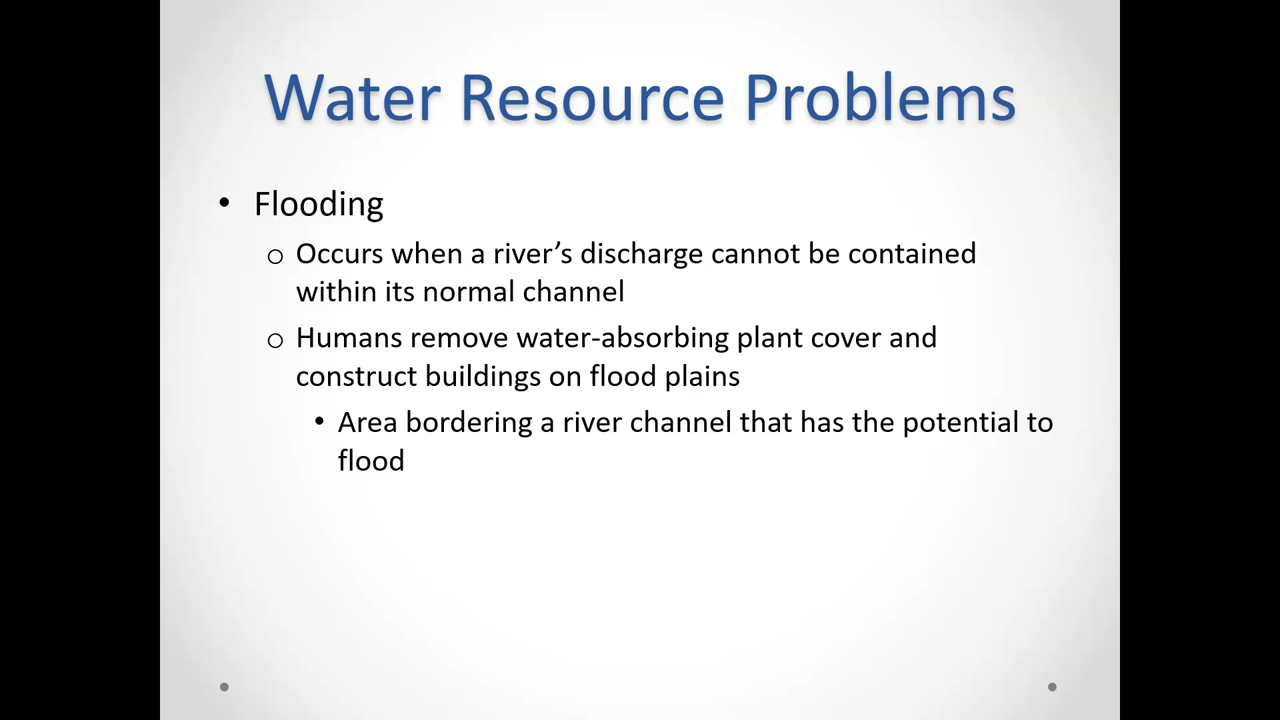 Water Resource Problems
• Flooding
o Occurs when a river’s discharge cannot be contained
within its normal channel
o Humans remove water-absorbing plant cover and
construct buildings on flood plains
• Area bordering a river channel that has the potential to
flood